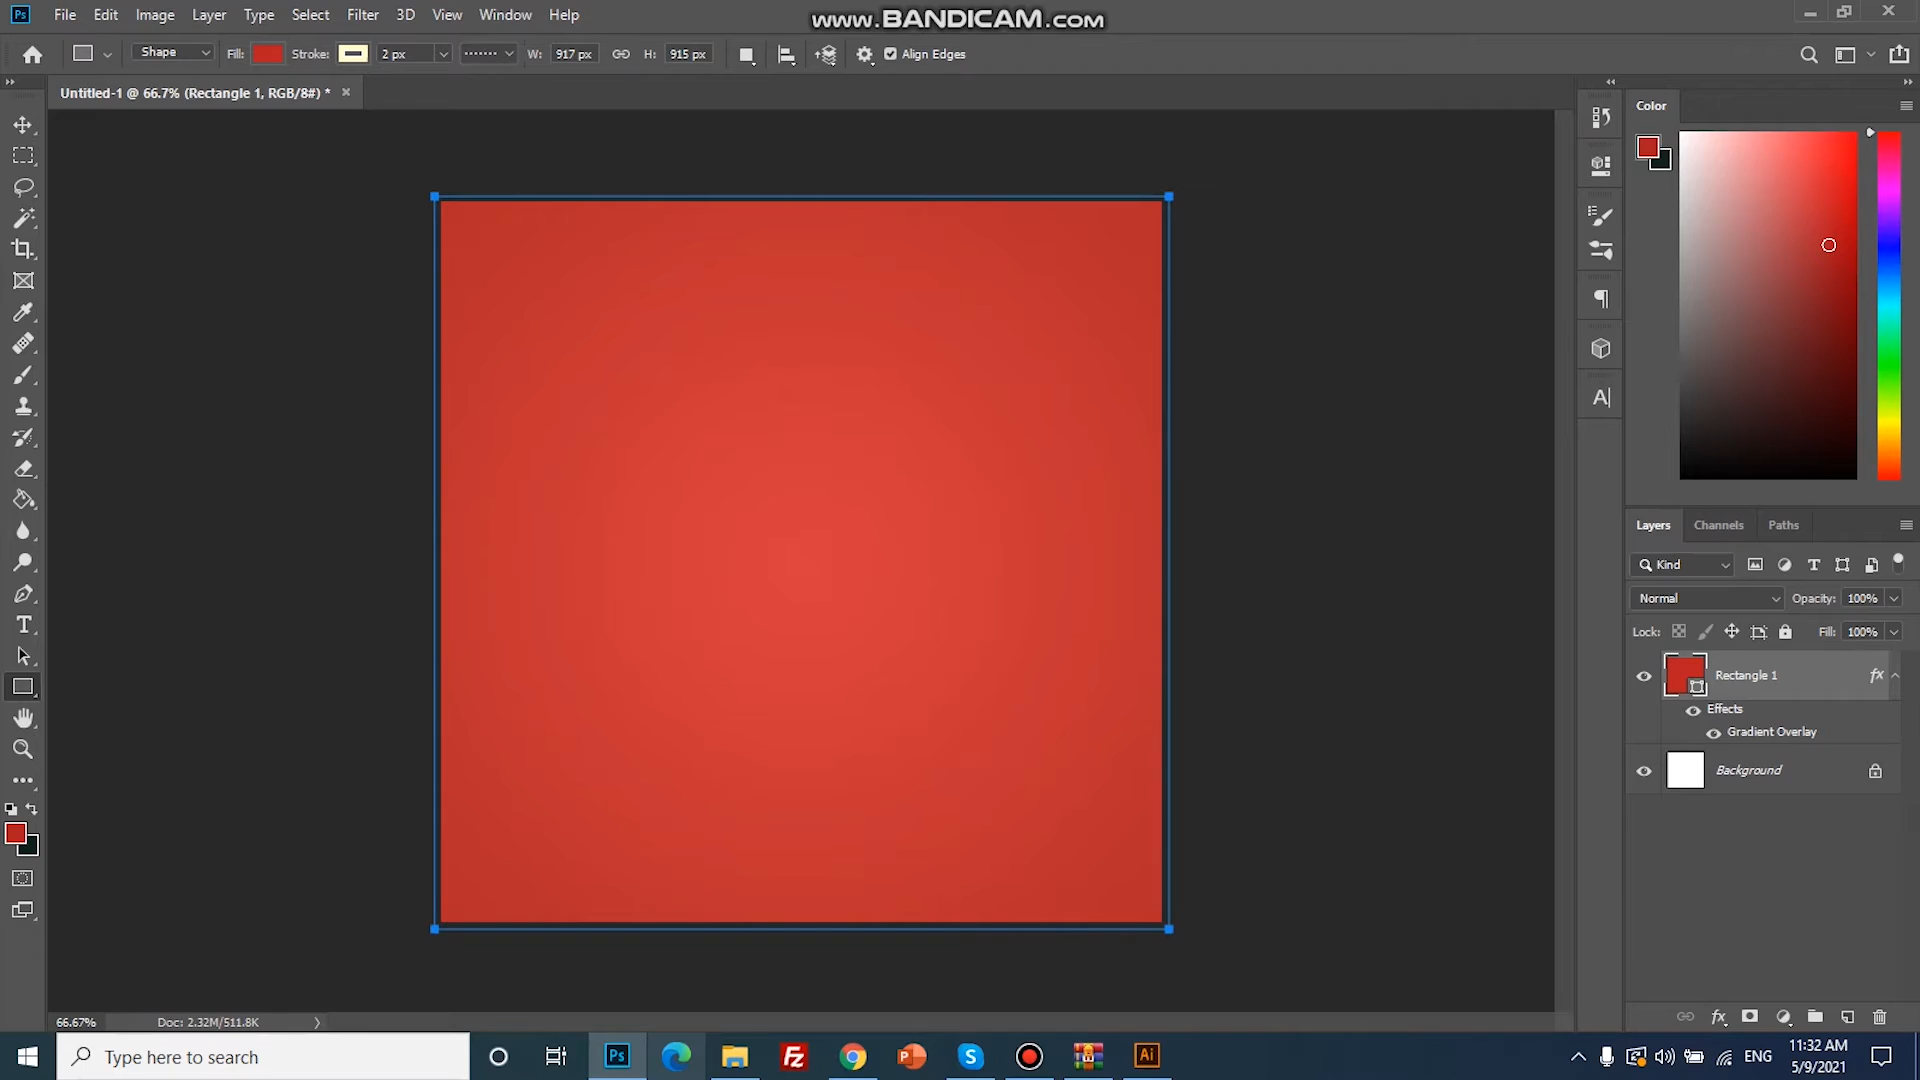 File Edit Image Layer Type Select Filter 3D View Window Help
www.BANDICAM.com
Shape Fill: Stroke: 2 px W: 917 px H: 915 px Align Edges
Untitled-1 @ 66.7% (Rectangle 1, RGB/8#) * ×
Color
Layers Channels Paths
Kind
Normal Opacity: 100%
Lock: Fill: 100%
Rectangle 1 fx
Effects
Gradient Overlay
Background
66.67% Doc: 2.32M/511.8K
Type here to search
ENG
11:32 AM
5/9/2021